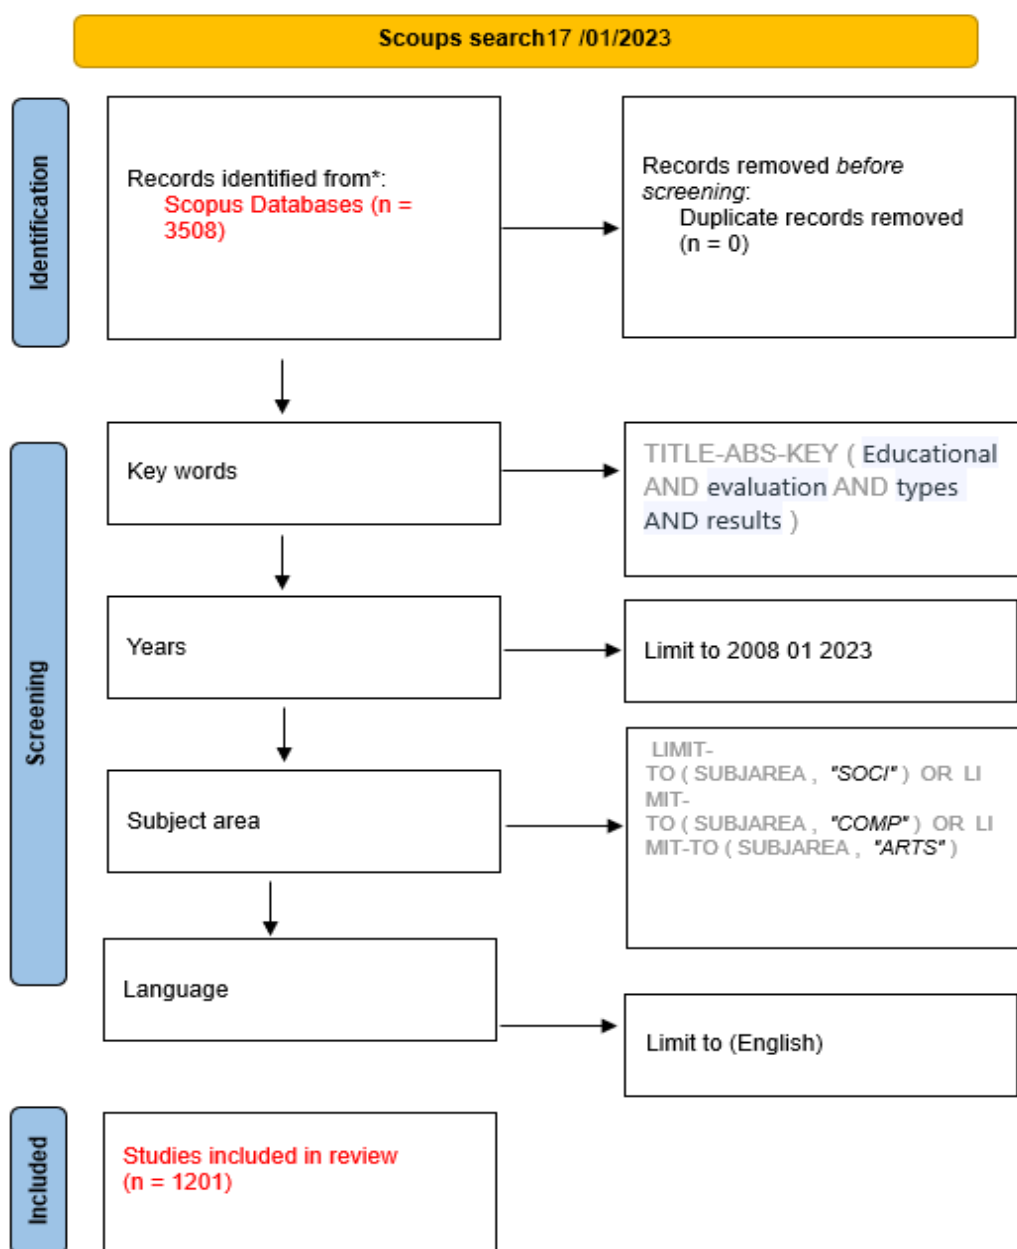 Scoups search17 /01/2023
Identification
Records identified from*:
Scopus Databases (n =
3508)
Records removed before
screening:
Duplicate records removed
(n = 0)
Screening
Key words
TITLE-ABS-KEY ( Educational
AND evaluation AND types
AND results )
Years
Limit to 2008 01 2023
Subject area
LIMIT-
TO ( SUBJAREA , "SOCI" ) OR LI
MIT-
TO ( SUBJAREA , "COMP" ) OR LI
MIT-TO ( SUBJAREA , "ARTS" )
Language
Limit to (English)
Included
Studies included in review
(n = 1201)